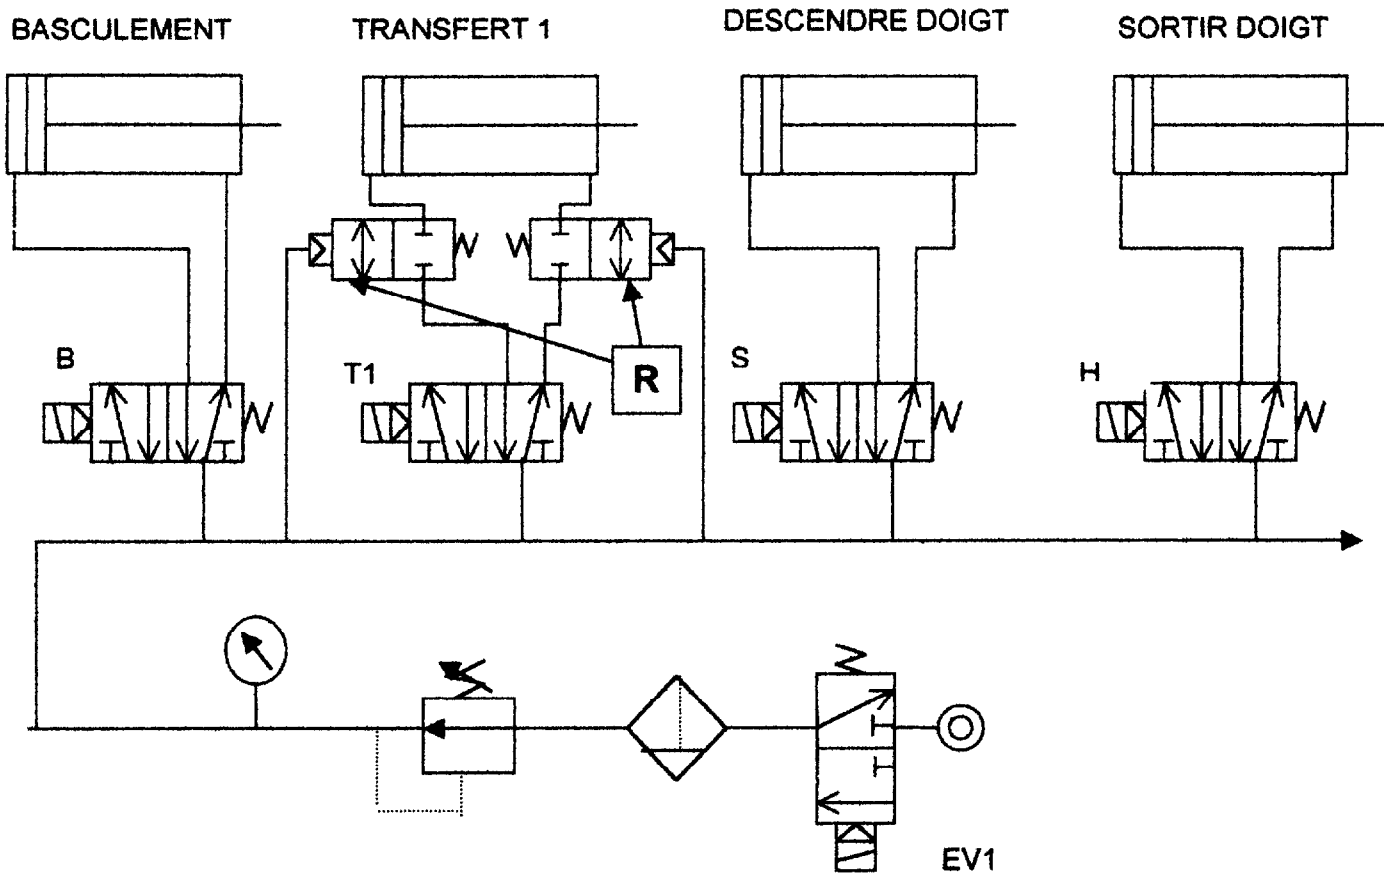 BASCULEMENT
TRANSFERT 1
DESCENDRE DOIGT
SORTIR DOIGT
B
T1
R
S
H
EV1